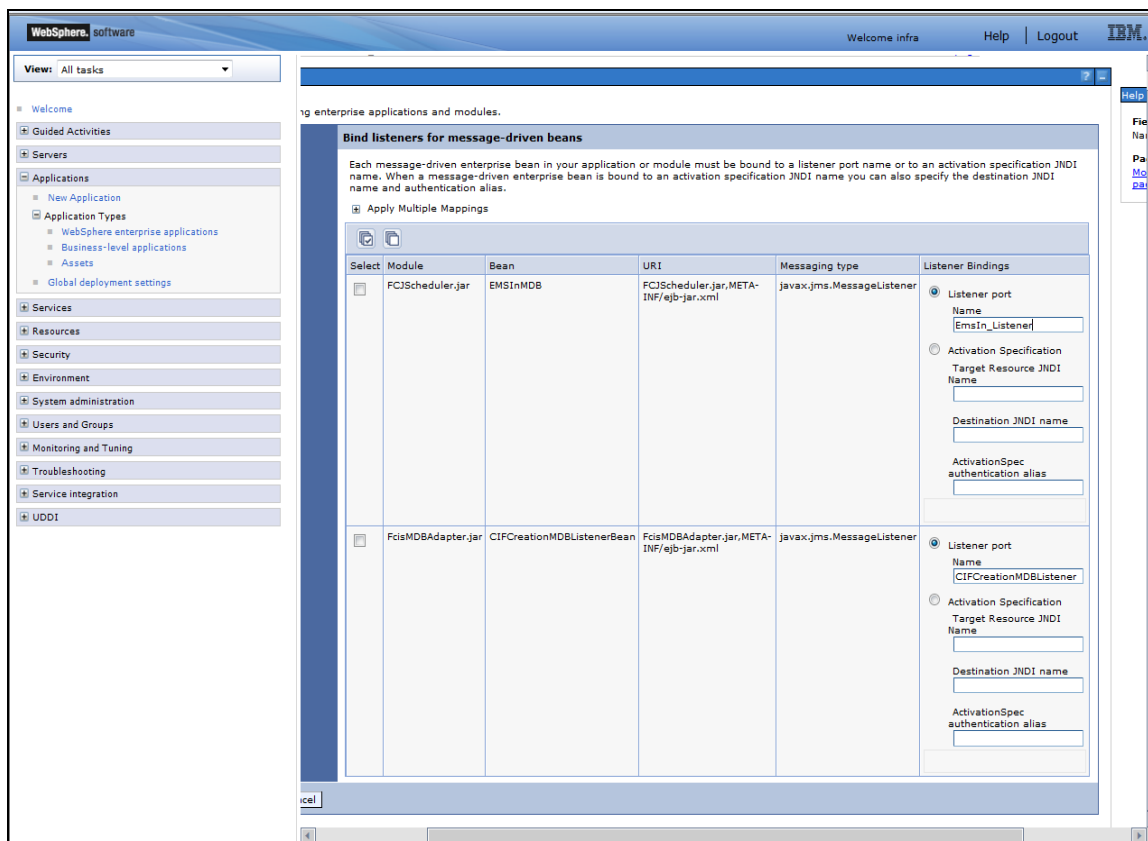 WebSphere. software
Welcome infra
Help
Logout
IBM.
View: All tasks
Welcome
Guided Activities
Servers
Applications
New Application
Application Types
WebSphere enterprise applications
Business-level applications
Assets
Global deployment settings
Services
Resources
Security
Environment
System administration
Users and Groups
Monitoring and Tuning
Troubleshooting
Service integration
UDDI
?
ng enterprise applications and modules.
Bind listeners for message-driven beans
Each message-driven enterprise bean in your application or module must be bound to a listener port name or to an activation specification JNDI
name. When a message-driven enterprise bean is bound to an activation specification JNDI name you can also specify the destination JNDI
name and authentication alias.
Apply Multiple Mappings
Select Module Bean URI Messaging type Listener Bindings
FCJScheduler.jar EMSInMDB FCJScheduler.jar,META- javax.jms.MessageListener
INF/ejb-jar.xml
Listener port
Name
EmsIn_Listener
Activation Specification
Target Resource JNDI
Name
Destination JNDI name
ActivationSpec
authentication alias
FcisMDBAdapter.jar CIFCreationMDBListenerBean FcisMDBAdapter.jar,META- javax.jms.MessageListener
INF/ejb-jar.xml
Listener port
Name
CIFCreationMDBListener
Activation Specification
Target Resource JNDI
Name
Destination JNDI name
ActivationSpec
authentication alias
ncel
Help
Fie
Na
Pa
Mo
pa